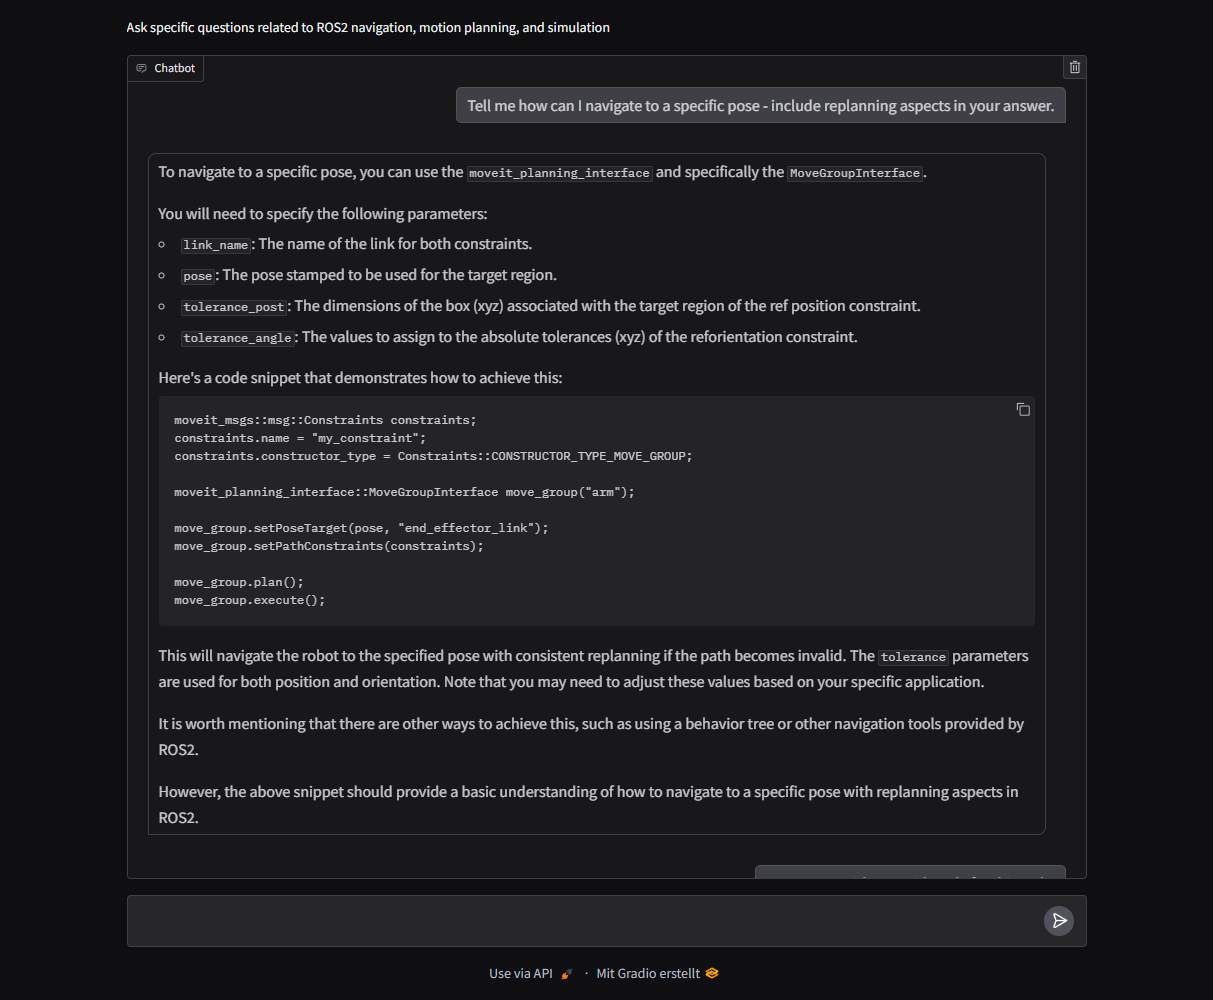 Ask specific questions related to ROS2 navigation, motion planning, and simulation
Chatbot
Tell me how can I navigate to a specific pose - include replanning aspects in your answer.
To navigate to a specific pose, you can use the moveit_planning_interface and specifically the MoveGroupInterface.
You will need to specify the following parameters:
link_name: The name of the link for both constraints.
pose: The pose stamped to be used for the target region.
tolerance_post: The dimensions of the box (xyz) associated with the target region of the ref position constraint.
tolerance_angle: The values to assign to the absolute tolerances (xyz) of the reforientation constraint.
Here's a code snippet that demonstrates how to achieve this:
moveit_msgs::msg::Constraints constraints;
constraints.name = "my_constraint";
constraints.constructor_type = Constraints::CONSTRUCTOR_TYPE_MOVE_GROUP;
moveit_planning_interface::MoveGroupInterface move_group("arm");
move_group.setPoseTarget(pose, "end_effector_link");
move_group.setPathConstraints(constraints);
move_group.plan();
move_group.execute();
This will navigate the robot to the specified pose with consistent replanning if the path becomes invalid. The tolerance parameters
are used for both position and orientation. Note that you may need to adjust these values based on your specific application.
It is worth mentioning that there are other ways to achieve this, such as using a behavior tree or other navigation tools provided by
ROS2.
However, the above snippet should provide a basic understanding of how to navigate to a specific pose with replanning aspects in
ROS2.
Use via API · Mit Gradio erstellt